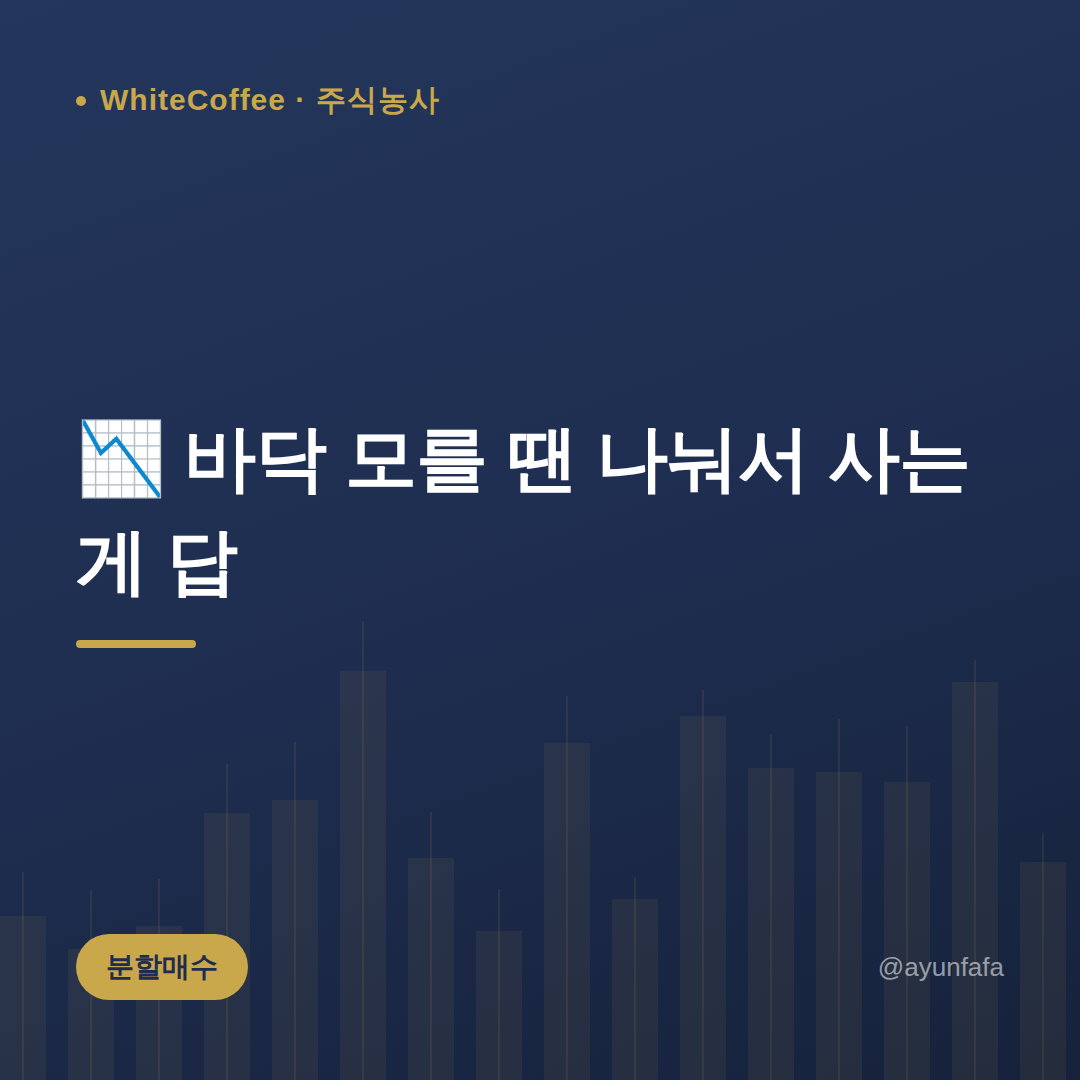 WhiteCoffee · 주식농사
📉 바닥 모를 땐 나눠서 사는
게 답
분할매수
@ayunfafa